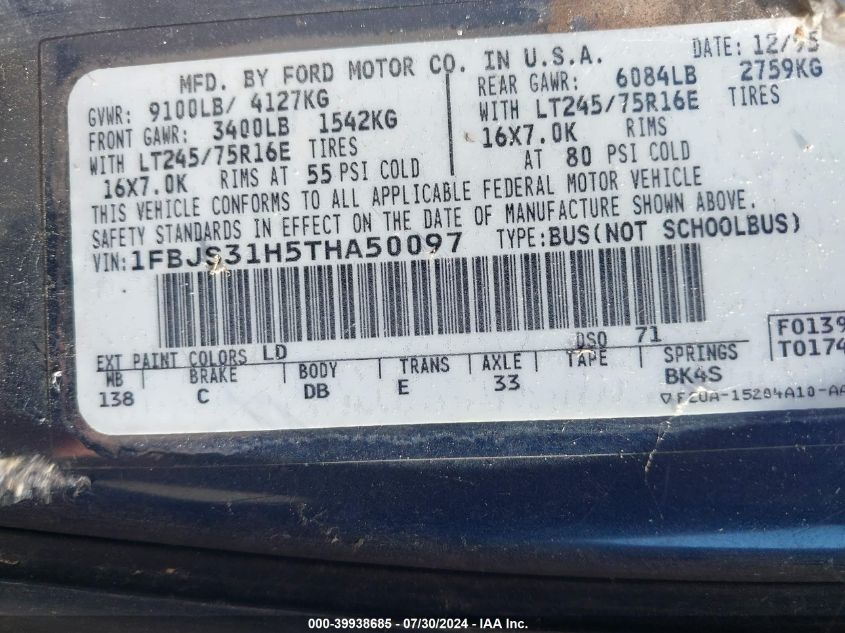 MFD. BY FORD MOTOR CO. IN U.S.A.
DATE: 12/95
GVWR: 9100LB/ 4127KG
FRONT GAWR: 3400LB 1542KG
WITH LT245/75R16E TIRES
16X7.0K RIMS AT 55 PSI COLD
REAR GAWR: 6084LB 2759KG
WITH LT245/75R16E TIRES
16X7.0K RIMS
AT 80 PSI COLD
THIS VEHICLE CONFORMS TO ALL APPLICABLE FEDERAL MOTOR VEHICLE
SAFETY STANDARDS IN EFFECT ON THE DATE OF MANUFACTURE SHOWN ABOVE.
VIN: 1FBJS31H5THA50097 TYPE: BUS(NOT SCHOOLBUS)
EXT PAINT COLORS LD DSO 71
WB BRAKE BODY TRANS AXLE TAPE SPRINGS
138 C DB E 33 BK4S
F0139
T0174
▽F2UA-15204A10-AA
000-39938685 / 07/30/2024 - IAA Inc.